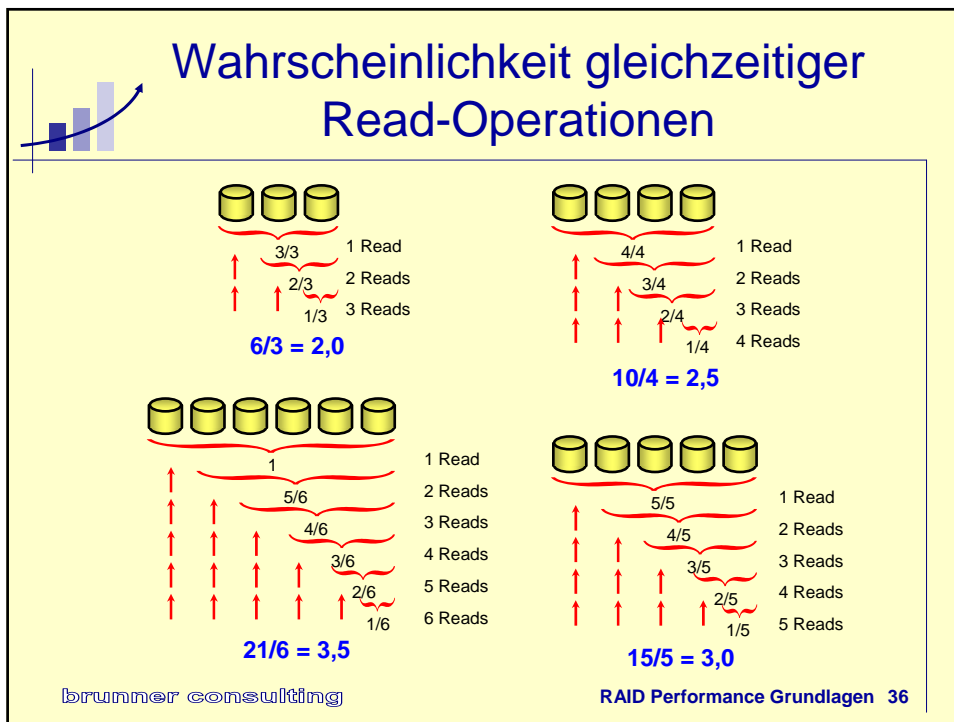 Wahrscheinlichkeit gleichzeitiger
Read-Operationen
3/3 1 Read
2/3 2 Reads
1/3 3 Reads
6/3 = 2,0
4/4 1 Read
3/4 2 Reads
2/4 3 Reads
1/4 4 Reads
10/4 = 2,5
1 1 Read
5/6 2 Reads
4/6 3 Reads
3/6 4 Reads
2/6 5 Reads
1/6 6 Reads
21/6 = 3,5
5/5 1 Read
4/5 2 Reads
3/5 3 Reads
2/5 4 Reads
1/5 5 Reads
15/5 = 3,0
brunner consulting
RAID Performance Grundlagen 36